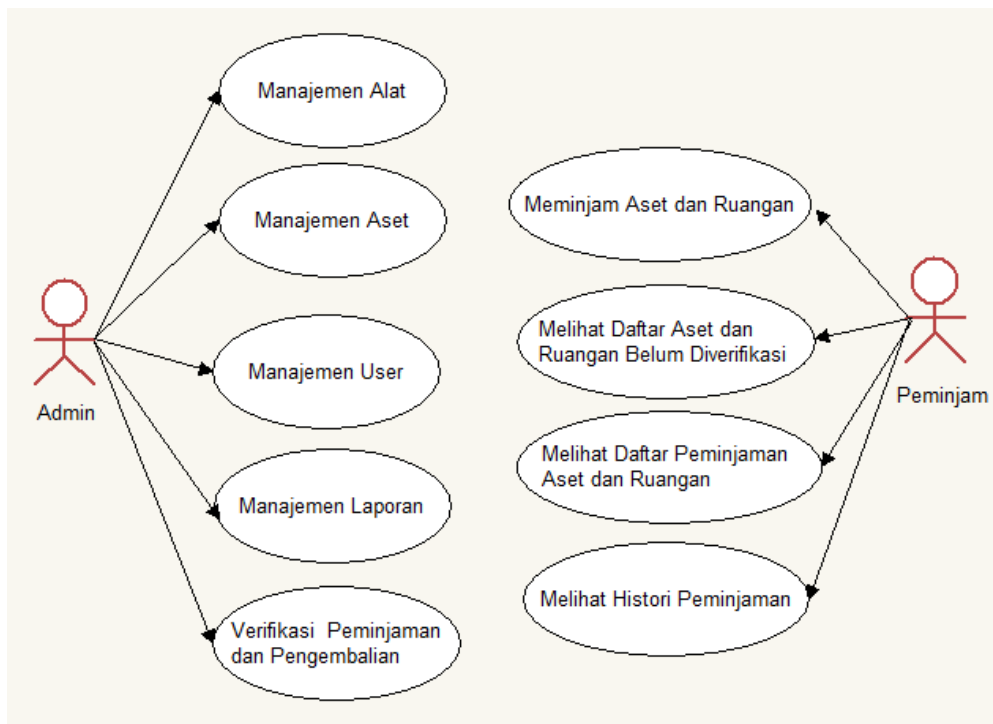 Manajemen Alat
Manajemen Aset
Manajemen User
Manajemen Laporan
Verifikasi Peminjaman
dan Pengembalian
Admin
Meminjam Aset dan Ruangan
Melihat Daftar Aset dan
Ruangan Belum Diverifikasi
Melihat Daftar Peminjaman
Aset dan Ruangan
Melihat Histori Peminjaman
Peminjam